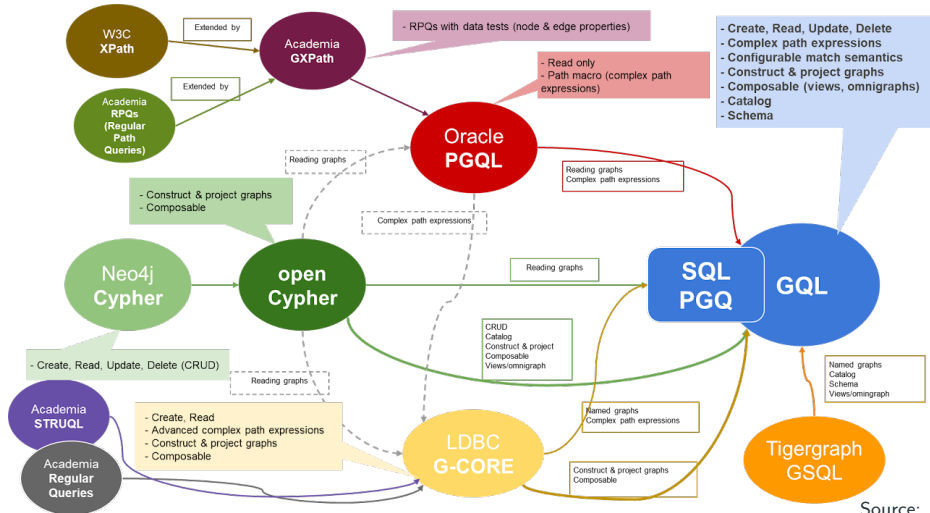 W3C
XPath
Extended by
Academia
GXPath
- RPQs with data tests (node & edge properties)
- Create, Read, Update, Delete
- Complex path expressions
- Configurable match semantics
- Construct & project graphs
- Composable (views, omnigraphs)
- Catalog
- Schema
- Read only
- Path macro (complex path
expressions)
Academia
RPQs
(Regular
Path
Queries)
Extended by
Oracle
PGQL
Reading graphs
Reading graphs
Complex path expressions
- Construct & project graphs
- Composable
Complex path expressions
Neo4j
Cypher
open
Cypher
Reading graphs
SQL
PGQ
GQL
CRUD
Catalog
Construct & project
Composable
Views/omnigraph
- Create, Read, Update, Delete (CRUD)
Reading graphs
Named graphs
Catalog
Schema
Views/omingraph
Academia
STRUQL
- Create, Read
- Advanced complex path expressions
- Construct & project graphs
- Composable
LDBC
G-CORE
Named graphs
Complex path expressions
Tigergraph
GSQL
Academia
Regular
Queries
Construct & project graphs
Composable
Source: